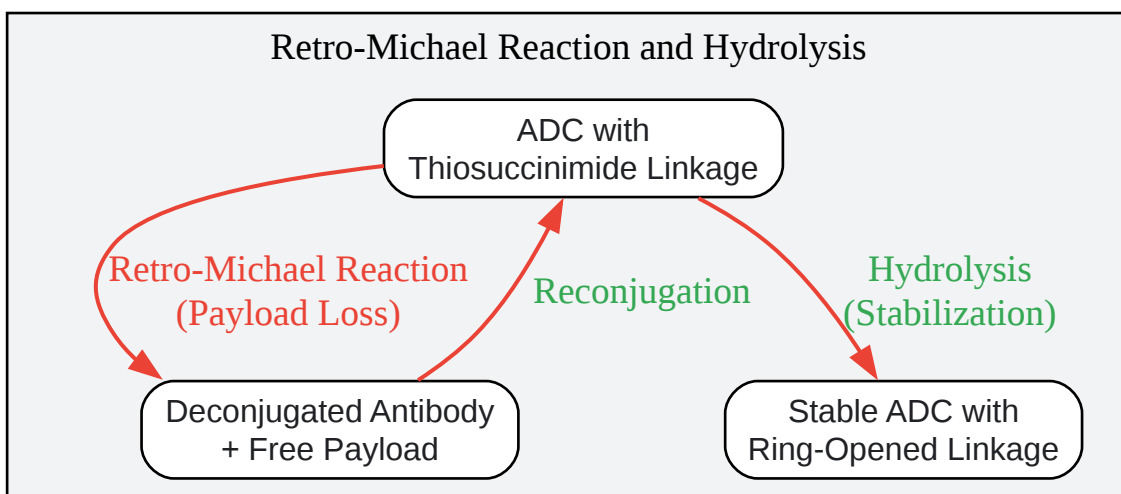 Retro-Michael Reaction and Hydrolysis
ADC with
Thiosuccinimide Linkage
Retro-Michael Reaction
(Payload Loss)
Reconjugation
Hydrolysis
(Stabilization)
Deconjugated Antibody
+ Free Payload
Stable ADC with
Ring-Opened Linkage